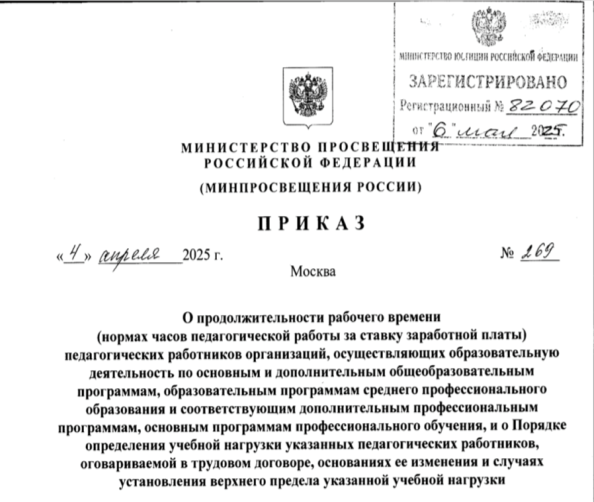 МИНИСТЕРСТВО ЮСТИЦИИ РОССИЙСКОЙ ФЕДЕРАЦИИ
ЗАРЕГИСТРИРОВАНО
Регистрационный № 82070
от "6" мая 2025.
МИНИСТЕРСТВО ПРОСВЕЩЕНИЯ
РОССИЙСКОЙ ФЕДЕРАЦИИ
(МИНПРОСВЕЩЕНИЯ РОССИИ)
ПРИКАЗ
«4» апреля 2025 г. № 269
Москва
О продолжительности рабочего времени
(нормах часов педагогической работы за ставку заработной платы)
педагогических работников организаций, осуществляющих образовательную
деятельность по основным и дополнительным общеобразовательным
программам, образовательным программам среднего профессионального
образования и соответствующим дополнительным профессиональным
программам, основным программам профессионального обучения, и о Порядке
определения учебной нагрузки указанных педагогических работников,
оговариваемой в трудовом договоре, основаниях ее изменения и случаях
установления верхнего предела указанной учебной нагрузки